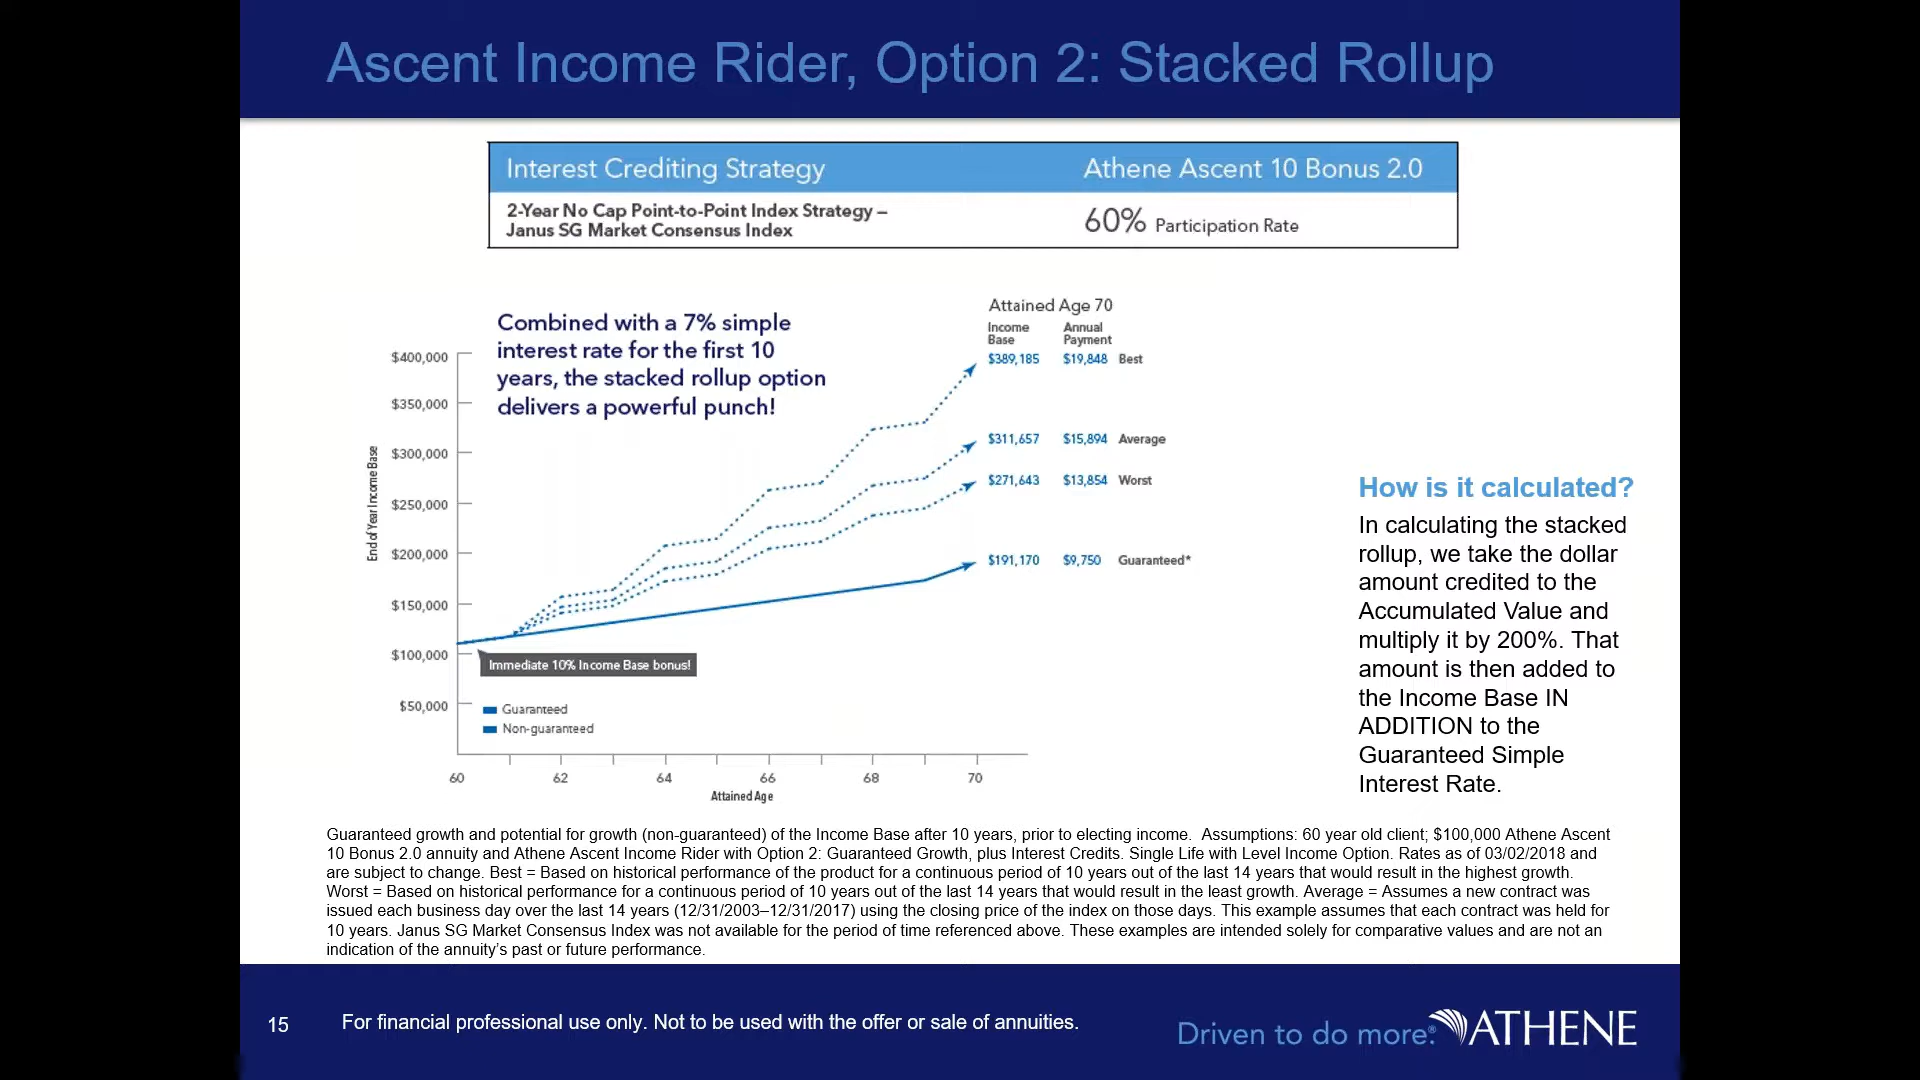 Ascent Income Rider, Option 2: Stacked Rollup
Interest Crediting Strategy Athene Ascent 10 Bonus 2.0
2-Year No Cap Point-to-Point Index Strategy –
Janus SG Market Consensus Index
60% Participation Rate
Combined with a 7% simple
interest rate for the first 10
years, the stacked rollup option
delivers a powerful punch!
Attained Age 70
Income Base
Annual Payment
$389,185 $19,848 Best
$311,657 $15,894 Average
$271,643 $13,854 Worst
$191,170 $9,750 Guaranteed*
End of Year Income Base
$400,000
$350,000
$300,000
$250,000
$200,000
$150,000
$100,000
$50,000
Immediate 10% Income Base bonus!
Guaranteed
Non-guaranteed
60 62 64 66 68 70
Attained Age
How is it calculated?
In calculating the stacked
rollup, we take the dollar
amount credited to the
Accumulated Value and
multiply it by 200%. That
amount is then added to
the Income Base IN
ADDITION to the
Guaranteed Simple
Interest Rate.
Guaranteed growth and potential for growth (non-guaranteed) of the Income Base after 10 years, prior to electing income. Assumptions: 60 year old client; $100,000 Athene Ascent
10 Bonus 2.0 annuity and Athene Ascent Income Rider with Option 2: Guaranteed Growth, plus Interest Credits. Single Life with Level Income Option. Rates as of 03/02/2018 and
are subject to change. Best = Based on historical performance of the product for a continuous period of 10 years out of the last 14 years that would result in the highest growth.
Worst = Based on historical performance for a continuous period of 10 years out of the last 14 years that would result in the least growth. Average = Assumes a new contract was
issued each business day over the last 14 years (12/31/2003–12/31/2017) using the closing price of the index on those days. This example assumes that each contract was held for
10 years. Janus SG Market Consensus Index was not available for the period of time referenced above. These examples are intended solely for comparative values and are not an
indication of the annuity’s past or future performance.
15
For financial professional use only. Not to be used with the offer or sale of annuities.
Driven to do more.®
ATHENE